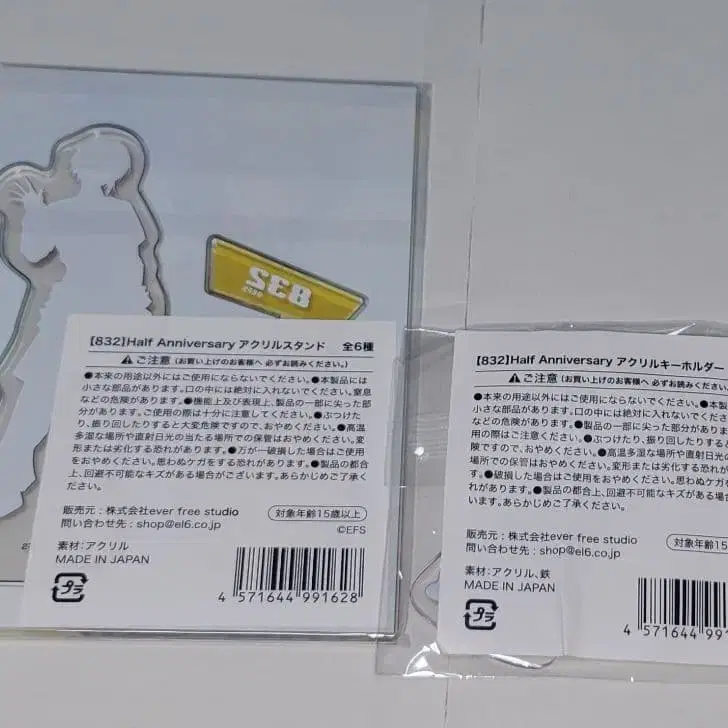 832
【832】Half Anniversary アクリルスタンド 全6種
⚠ご注意(お買い上げのお客様へ 必ずお読みください。)
●本来の用途以外にはご使用にならないでください。●本製品には
小さな部品があります。口の中には絶対に入れないでください。窒息
などの危険があります。●機能上及び表現上、製品の一部に尖った部
分があります。ご使用の際は十分に注意してください。●ぶつけた
り、振り回したりすると大変危険ですので、おやめください。●高温
多湿な場所や直射日光の当たる場所での保管はおやめください。変
形または劣化する恐れがあります。●万が一破損した場合はご使用
をおやめください。思わぬケガをする恐れがあります。●製品の都合
上、回避不可能なキズがある場合がございます。あらかじめご了承く
ださい。
販売元:株式会社ever free studio
問い合わせ先:shop@el6.co.jp
対象年齢15歳以上
©EFS
素材:アクリル
MADE IN JAPAN
プラ
4 571644 991628
【832】Half Anniversary アクリルキーホルダー
⚠ご注意(お買い上げのお客様へ 必ずお読みください
●本来の用途以外にはご使用にならないでください。●本製
小さな部品があります。口の中には絶対に入れないでくださ
などの危険があります。●製品の一部に尖った部分があります
用の際はご注意ください。●ぶつけたり、振り回したりする
険ですので、おやめください。●高温多湿な場所や直射日光の
場所での保管はおやめください。変形または劣化する恐れが
す。●破損した場合はご使用をおやめください。思わぬケガを
れがあります。●製品の都合上、回避不可能なキズがある場合
います。あらかじめご了承ください。
販売元:株式会社ever free studio
問い合わせ先:shop@el6.co.jp
対象年齢15
素材:アクリル、鉄
MADE IN JAPAN
プラ
4 571644 99